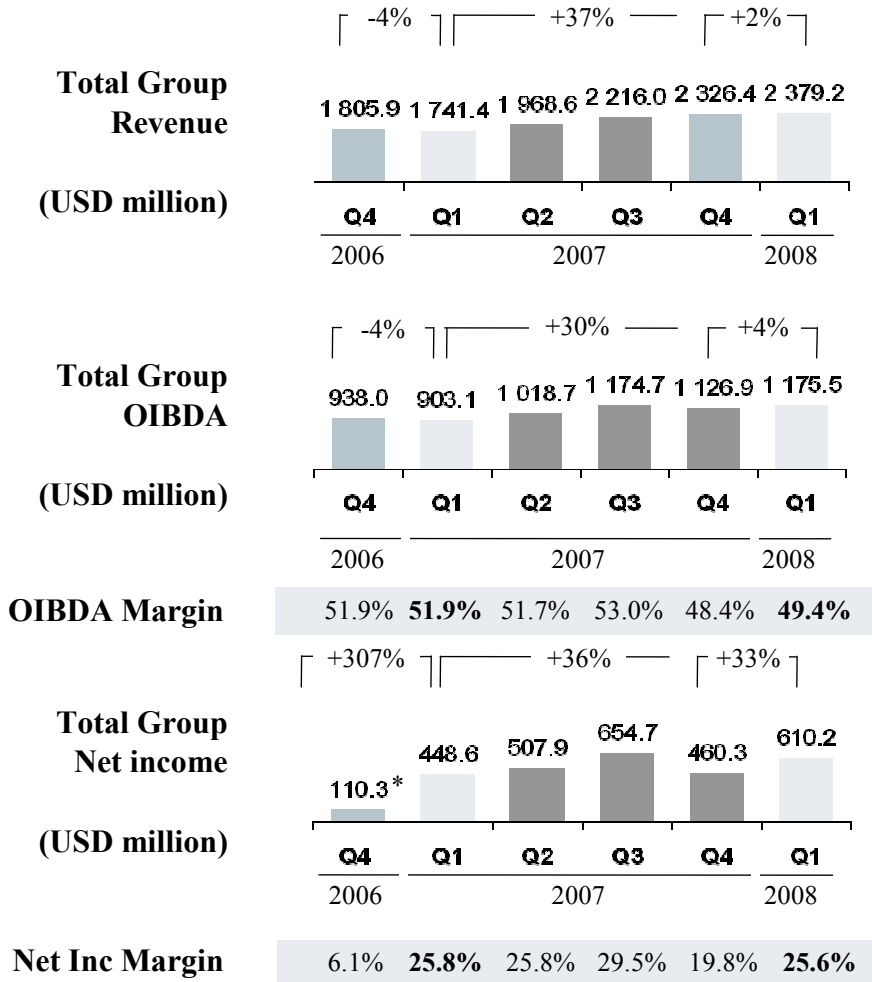 -4% +37% +2%
Total Group
Revenue
(USD million)
1 805.9 1 741.4 1 968.6 2 216.0 2 326.4 2 379.2
Q4 Q1 Q2 Q3 Q4 Q1
2006 2007 2008
-4% +30% +4%
Total Group
OIBDA
(USD million)
938.0 903.1 1 018.7 1 174.7 1 126.9 1 175.5
Q4 Q1 Q2 Q3 Q4 Q1
2006 2007 2008
OIBDA Margin 51.9% 51.9% 51.7% 53.0% 48.4% 49.4%
+307% +36% +33%
Total Group
Net income
(USD million)
110.3* 448.6 507.9 654.7 460.3 610.2
Q4 Q1 Q2 Q3 Q4 Q1
2006 2007 2008
Net Inc Margin 6.1% 25.8% 25.8% 29.5% 19.8% 25.6%